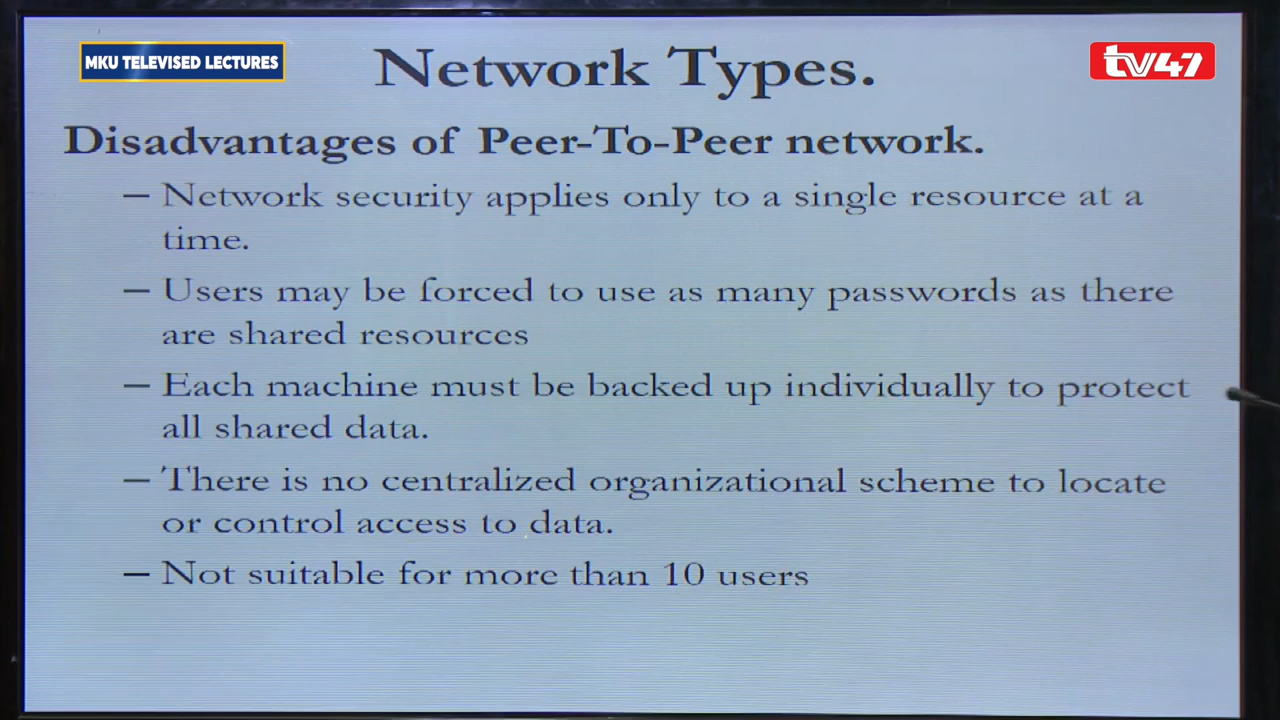 MKU TELEVISED LECTURES
tv47
Network Types.
Disadvantages of Peer-To-Peer network.
– Network security applies only to a single resource at a
time.
– Users may be forced to use as many passwords as there
are shared resources
– Each machine must be backed up individually to protect
all shared data.
– There is no centralized organizational scheme to locate
or control access to data.
– Not suitable for more than 10 users